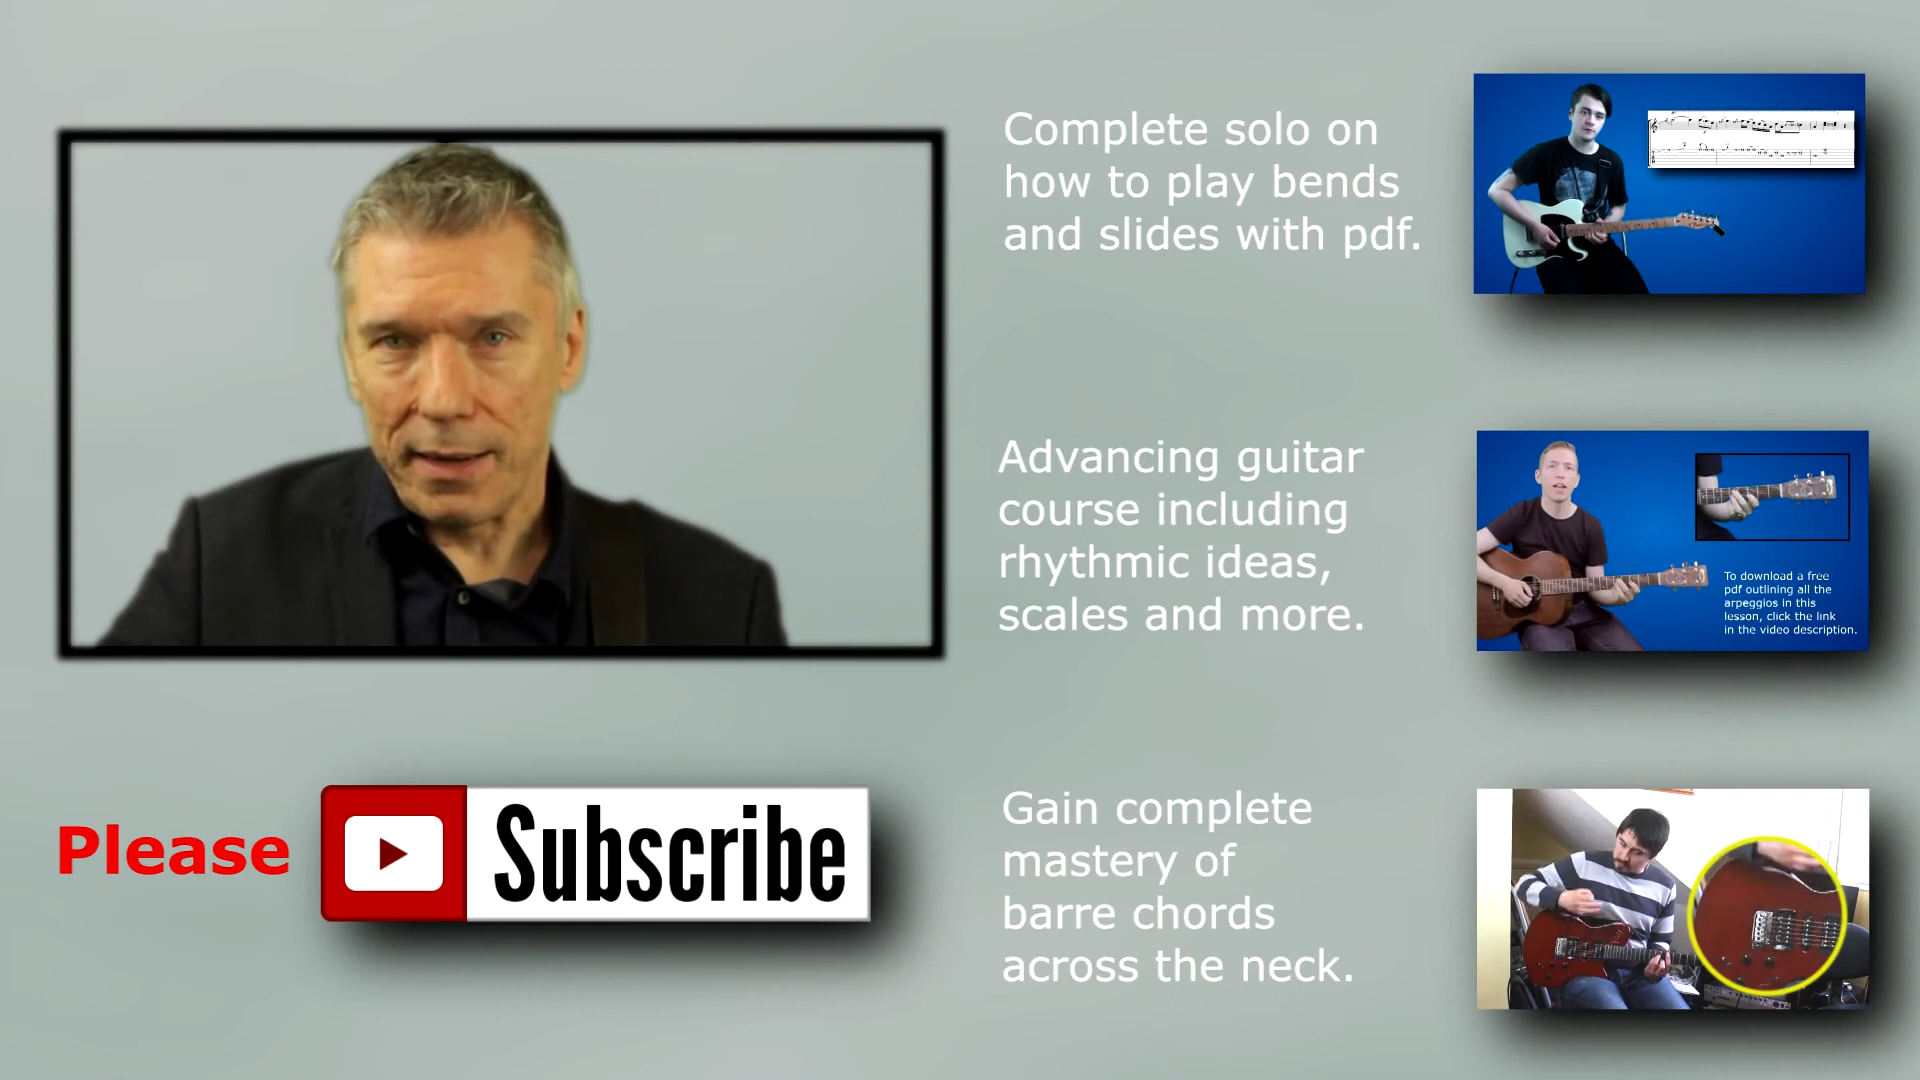 Complete solo on
how to play bends
and slides with pdf.
Advancing guitar
course including
rhythmic ideas,
scales and more.
To download a free
pdf outlining all the
arpeggios in this
lesson, click the link
in the video description.
Please
Subscribe
Gain complete
mastery of
barre chords
across the neck.